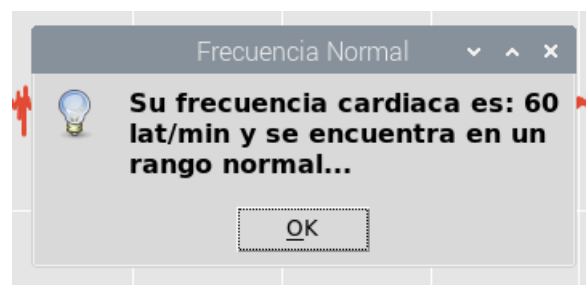 Frecuencia Normal
Su frecuencia cardiaca es: 60
lat/min y se encuentra en un
rango normal...
OK